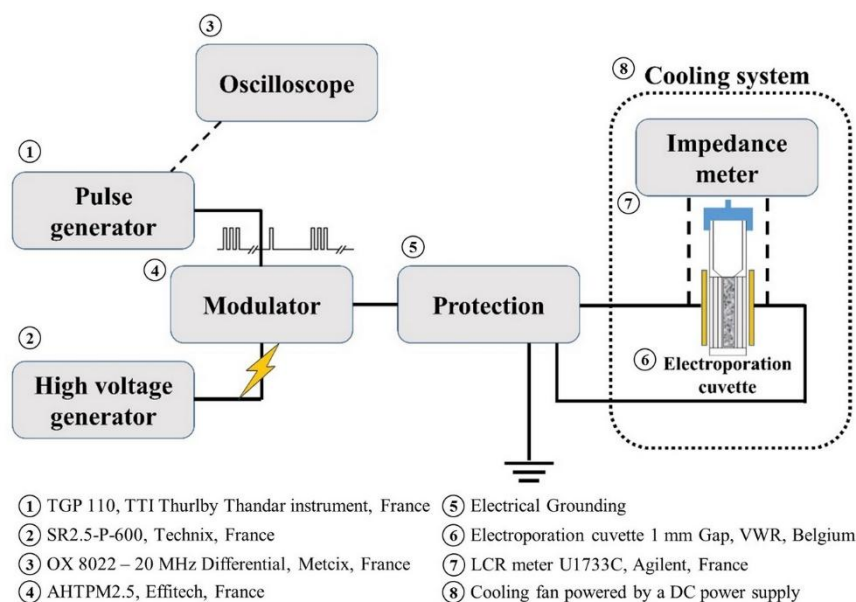 ③
Oscilloscope
⑧ Cooling system
①
Pulse
generator
Impedance
meter
⑦
④
Modulator
⑤
Protection
②
High voltage
generator
⑥ Electroporation
cuvette
① TGP 110, TTI Thurlby Thandar instrument, France
② SR2.5-P-600, Technix, France
③ OX 8022 – 20 MHz Differential, Metcix, France
④ AHTPM2.5, Effitech, France
⑤ Electrical Grounding
⑥ Electroporation cuvette 1 mm Gap, VWR, Belgium
⑦ LCR meter U1733C, Agilent, France
⑧ Cooling fan powered by a DC power supply